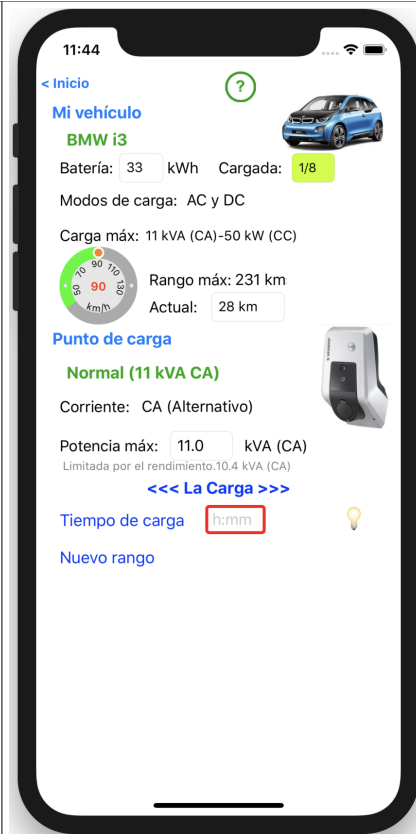 11:44
< Inicio
?
Mi vehículo
BMW i3
Batería: 33 kWh Cargada: 1/8
Modos de carga: AC y DC
Carga máx: 11 kVA (CA)-50 kW (CC)
50 70 90 110 130
90
km/h
Rango máx: 231 km
Actual: 28 km
Punto de carga
Normal (11 kVA CA)
Corriente: CA (Alternativo)
Potencia máx: 11.0 kVA (CA)
Limitada por el rendimiento.10.4 kVA (CA)
<<< La Carga >>>
Tiempo de carga h:mm
Nuevo rango